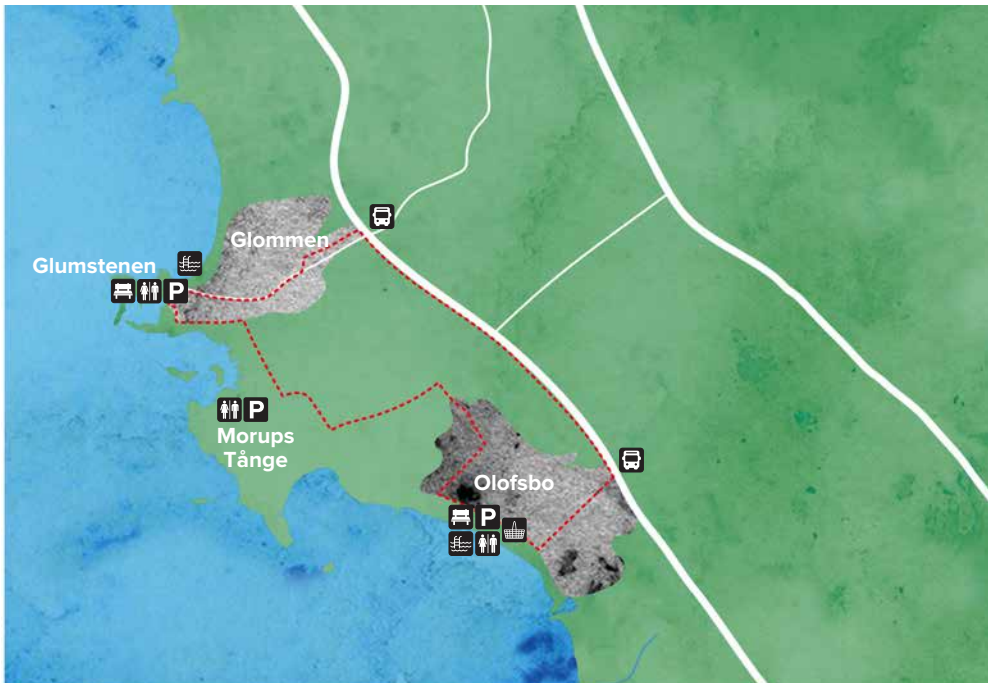 Glommen
Glumstenen
P
P
Morups
Tånge
Olofsbo
P